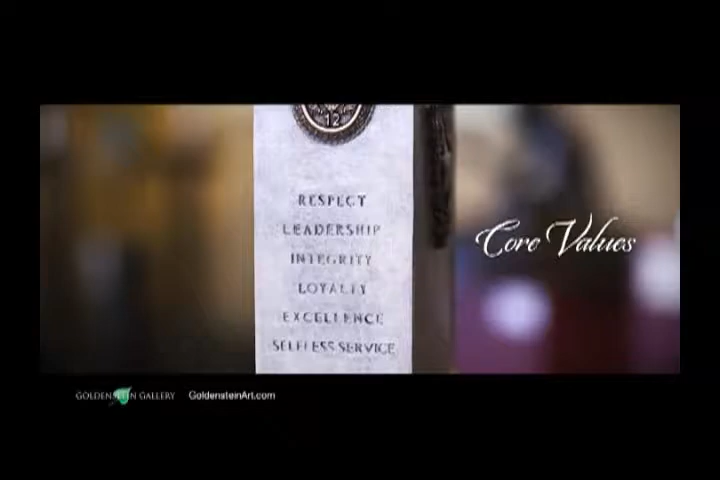 12
RESPECT
LEADERSHIP
INTEGRITY
LOYALTY
EXCELLENCE
SELFLESS SERVICE
Core Values
GOLDENSTEIN GALLERY GoldensteinArt.com